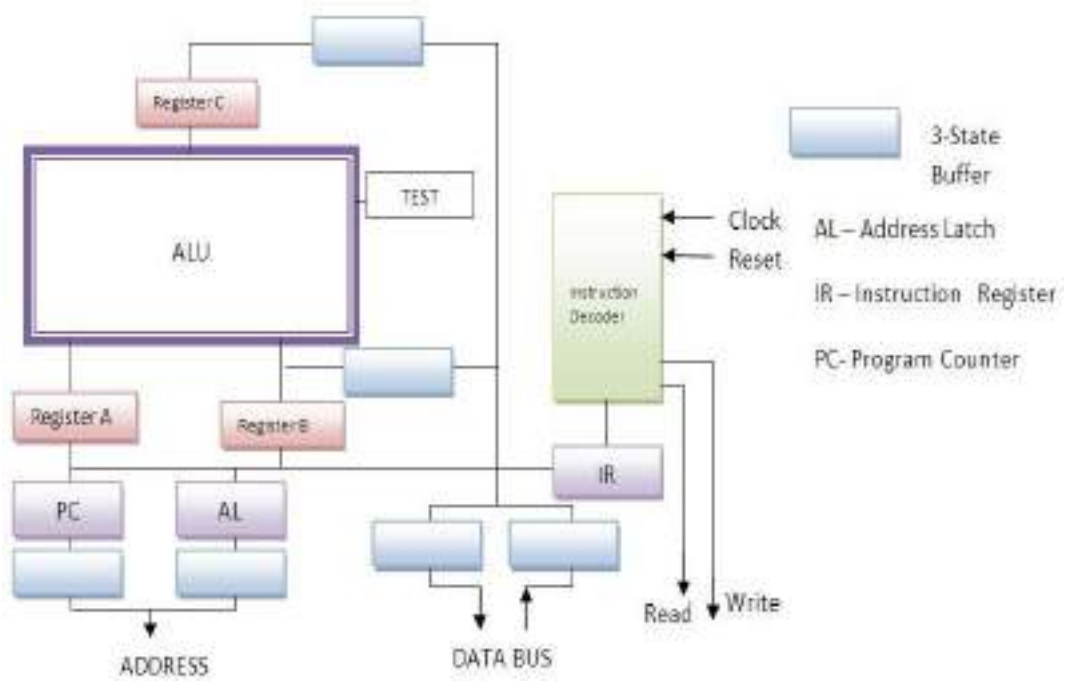 Register C
3-State
Buffer
TEST
ALU
Clock
AL – Address Latch
Reset
Instruction
Decoder
IR – Instruction Register
PC- Program Counter
Register A
Register B
IR
PC
AL
Read
Write
DATA BUS
ADDRESS